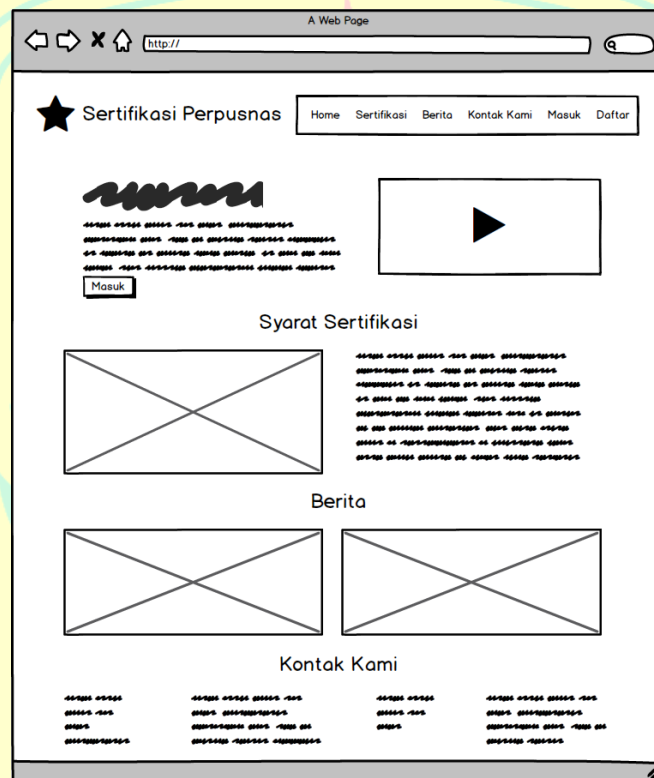 A Web Page
http://
Sertifikasi Perpusnas
Home Sertifikasi Berita Kontak Kami Masuk Daftar
Masuk
Syarat Sertifikasi
Berita
Kontak Kami